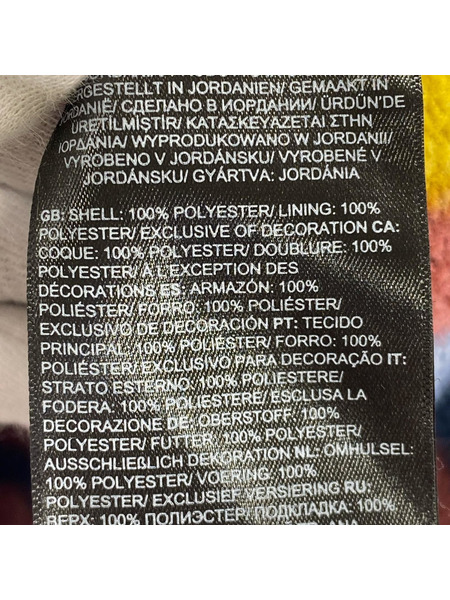 HERGESTELLT IN JORDANIEN/ GEMAAKT IN
JORDANIË/ СДЕЛАНО В ИОРДАНИИ/ ÜRDÜN'DE
ÜRETİLMİŞTİR/ ΚΑΤΑΣΚΕΥΑΖΕΤΑΙ ΣΤΗΝ
ΙΟΡΔΑΝΙΑ/ WYPRODUKOWANO W JORDANII/
VYROBENO V JORDÁNSKU/ VYROBENÉ V
JORDÁNSKU/ GYÁRTVA: JORDÁNIA
GB: SHELL: 100% POLYESTER/ LINING: 100%
POLYESTER/ EXCLUSIVE OF DECORATION CA:
COQUE: 100% POLYESTER/ DOUBLURE: 100%
POLYESTER/ A L'EXCEPTION DES
DÉCORATIONS ES: ARMAZÓN: 100%
POLIÉSTER/ FORRO: 100% POLIÉSTER/
EXCLUSIVO DE DECORACIÓN PT: TECIDO
PRINCIPAL: 100% POLIÉSTER/ FORRO: 100%
POLIÉSTER/ EXCLUSIVO PARA DECORAÇÃO IT:
STRATO ESTERNO: 100% POLIESTERE/
FODERA: 100% POLIESTERE/ ESCLUSA LA
DECORAZIONE DE: OBERSTOFF: 100%
POLYESTER/ FUTTER: 100% POLYESTER/
AUSSCHLIEßLICH DEKORATION NL: OMHULSEL:
100% POLYESTER/ VOERING: 100%
POLYESTER/ EXCLUSIEF VERSIERING RU:
ВЕРХ: 100% ПОЛИЭСТЕР/ ПОДКЛАДКА: 100%